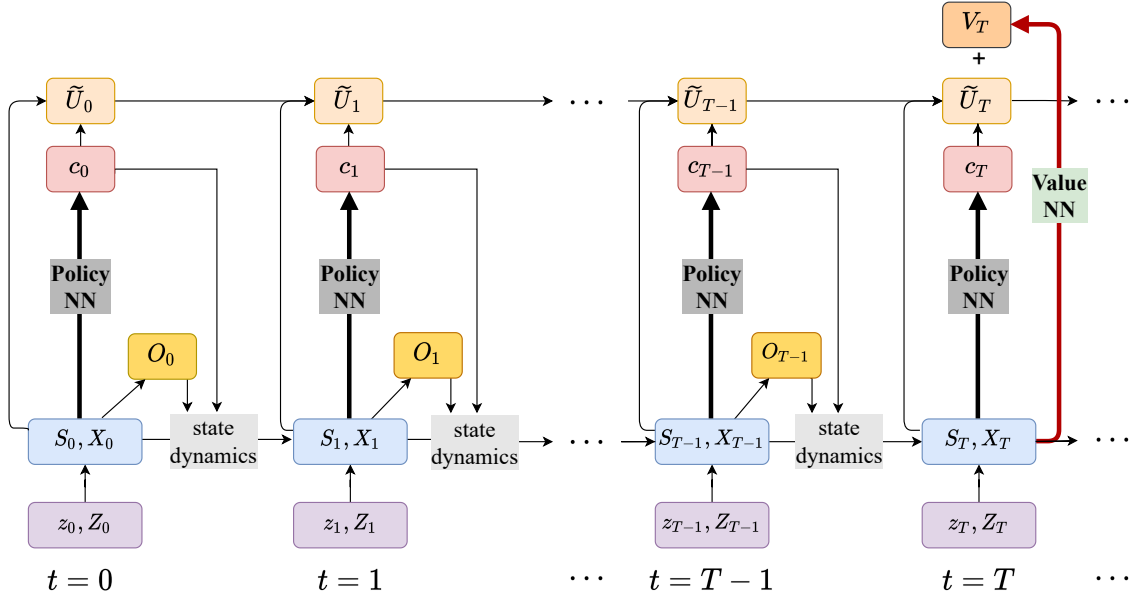 V_T
+
Ũ_0 Ũ_1 ··· Ũ_{T−1} Ũ_T ···
c_0 c_1 c_{T−1} c_T
Value
NN
Policy
NN
Policy
NN
Policy
NN
Policy
NN
O_0 O_1 O_{T−1}
S_0, X_0
state
dynamics
S_1, X_1
state
dynamics
···
S_{T−1}, X_{T−1}
state
dynamics
S_T, X_T
···
z_0, Z_0 z_1, Z_1 z_{T−1}, Z_{T−1} z_T, Z_T
t = 0 t = 1 ··· t = T − 1 t = T ···